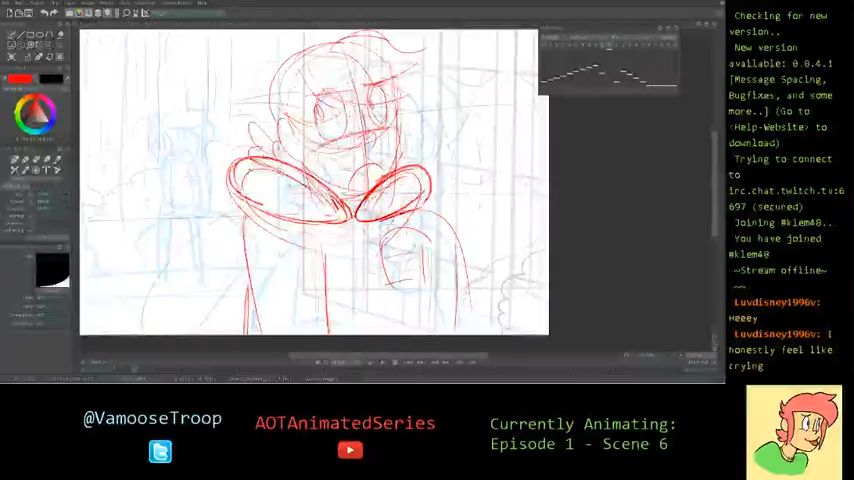 Checking for new
version..
New version
available: 0.8.4.1
[Message Spacing,
Bugfixes, and some
more..] (Go to
<Help-Website> to
download)
Trying to connect
to
irc.chat.twitch.tv:6
697 (secured)
Joining #klem48..
You have joined
#klem48
~Stream offline~
~~
Luvdisney1996v:
Heeey
Luvdisney1996v: I
honestly feel like
crying
@VamooseTroop
AOTAnimatedSeries
Currently Animating:
Episode 1 - Scene 6